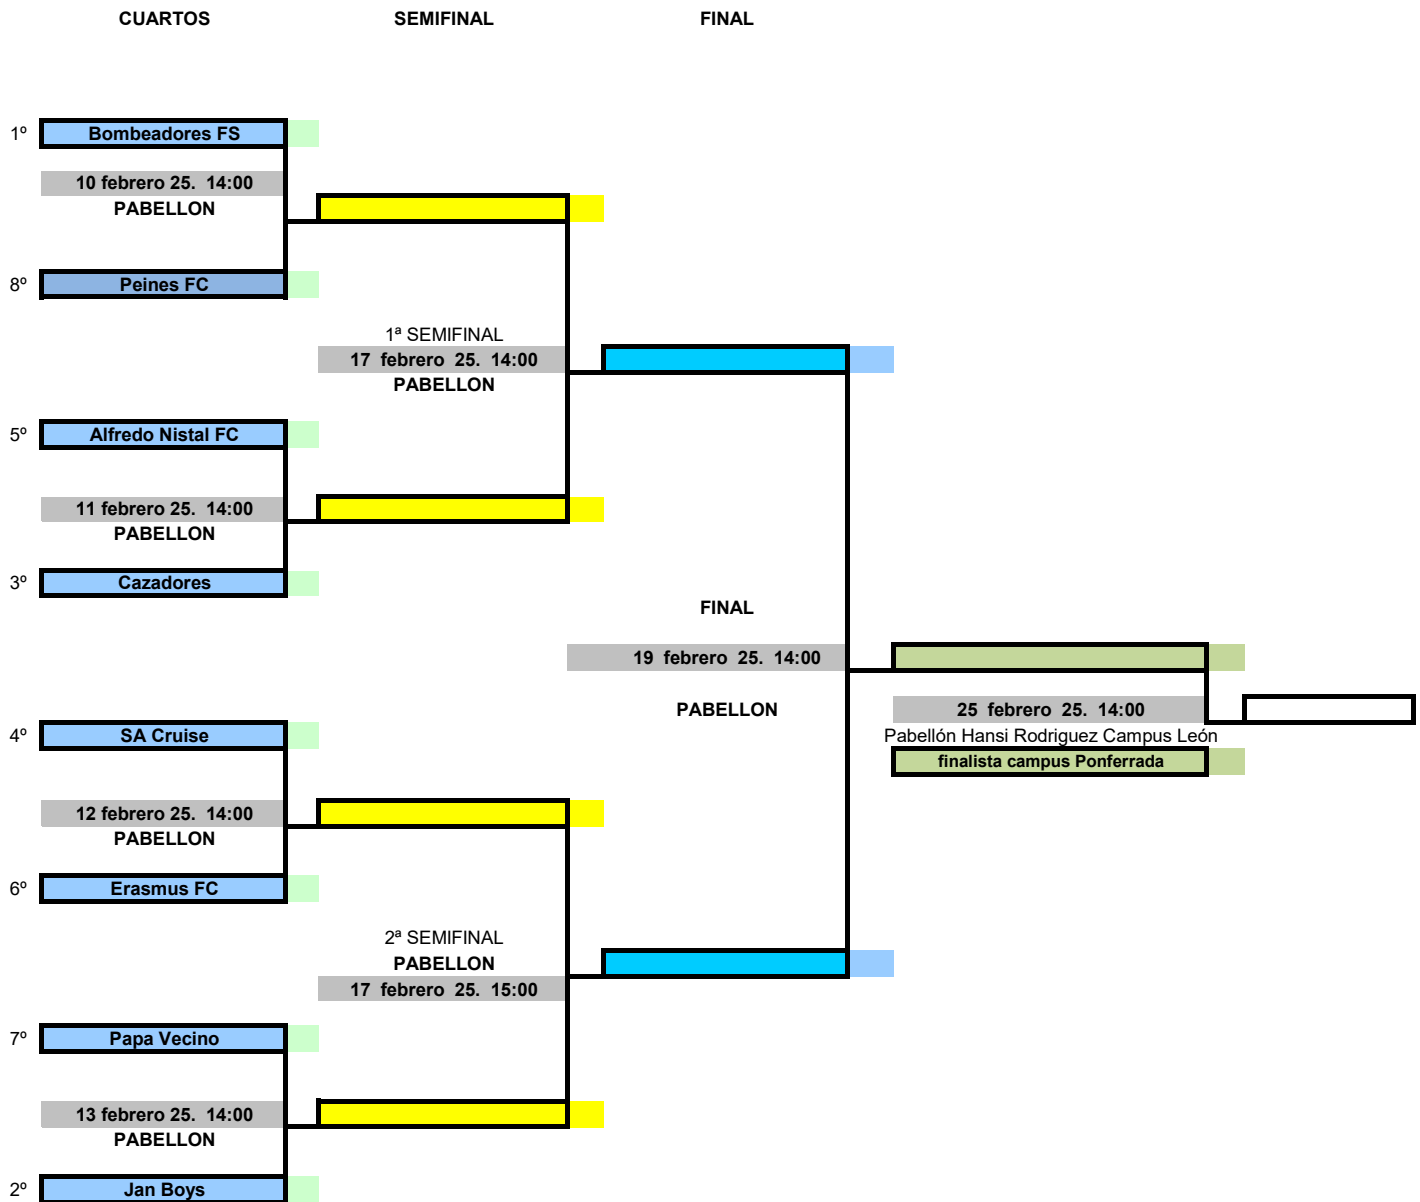 CUARTOS SEMIFINAL FINAL
1º Bombeadores FS
10 febrero 25. 14:00
PABELLON
8º Peines FC
1ª SEMIFINAL
17 febrero 25. 14:00
PABELLON
5º Alfredo Nistal FC
11 febrero 25. 14:00
PABELLON
3º Cazadores
FINAL
19 febrero 25. 14:00
PABELLON
25 febrero 25. 14:00
Pabellón Hansi Rodriguez Campus León
finalista campus Ponferrada
4º SA Cruise
12 febrero 25. 14:00
PABELLON
6º Erasmus FC
2ª SEMIFINAL
PABELLON
17 febrero 25. 15:00
7º Papa Vecino
13 febrero 25. 14:00
PABELLON
2º Jan Boys